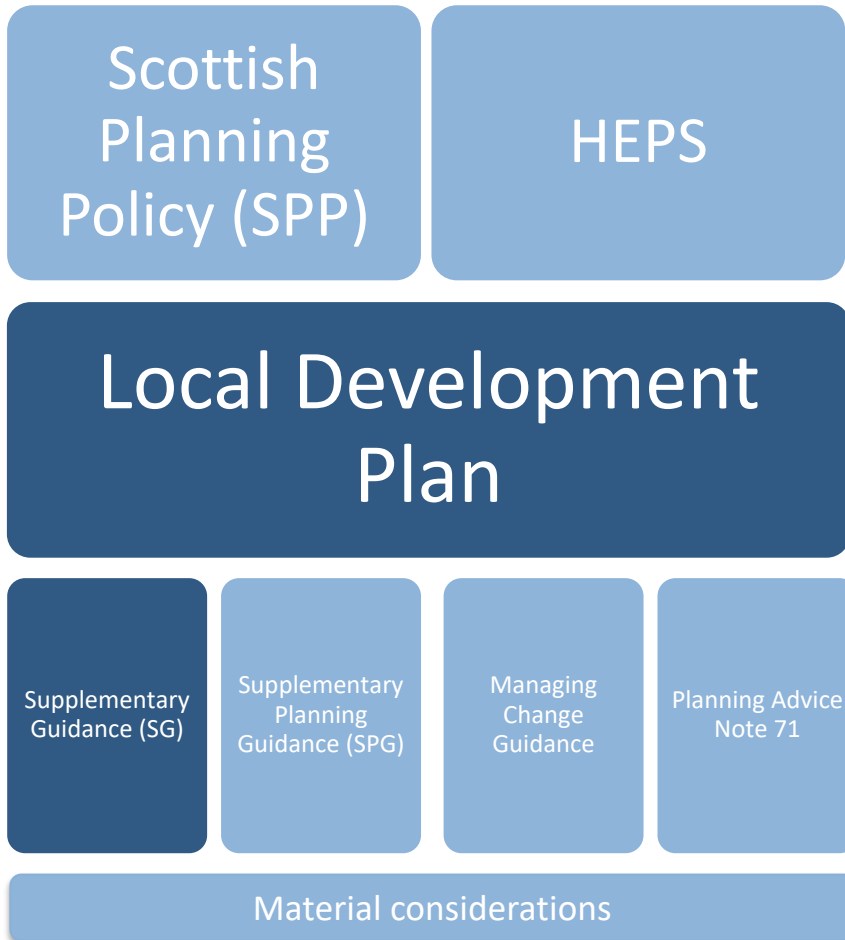 Scottish
Planning
Policy (SPP)
HEPS
Local Development
Plan
Supplementary
Guidance (SG)
Supplementary
Planning
Guidance (SPG)
Managing
Change
Guidance
Planning Advice
Note 71
Material considerations